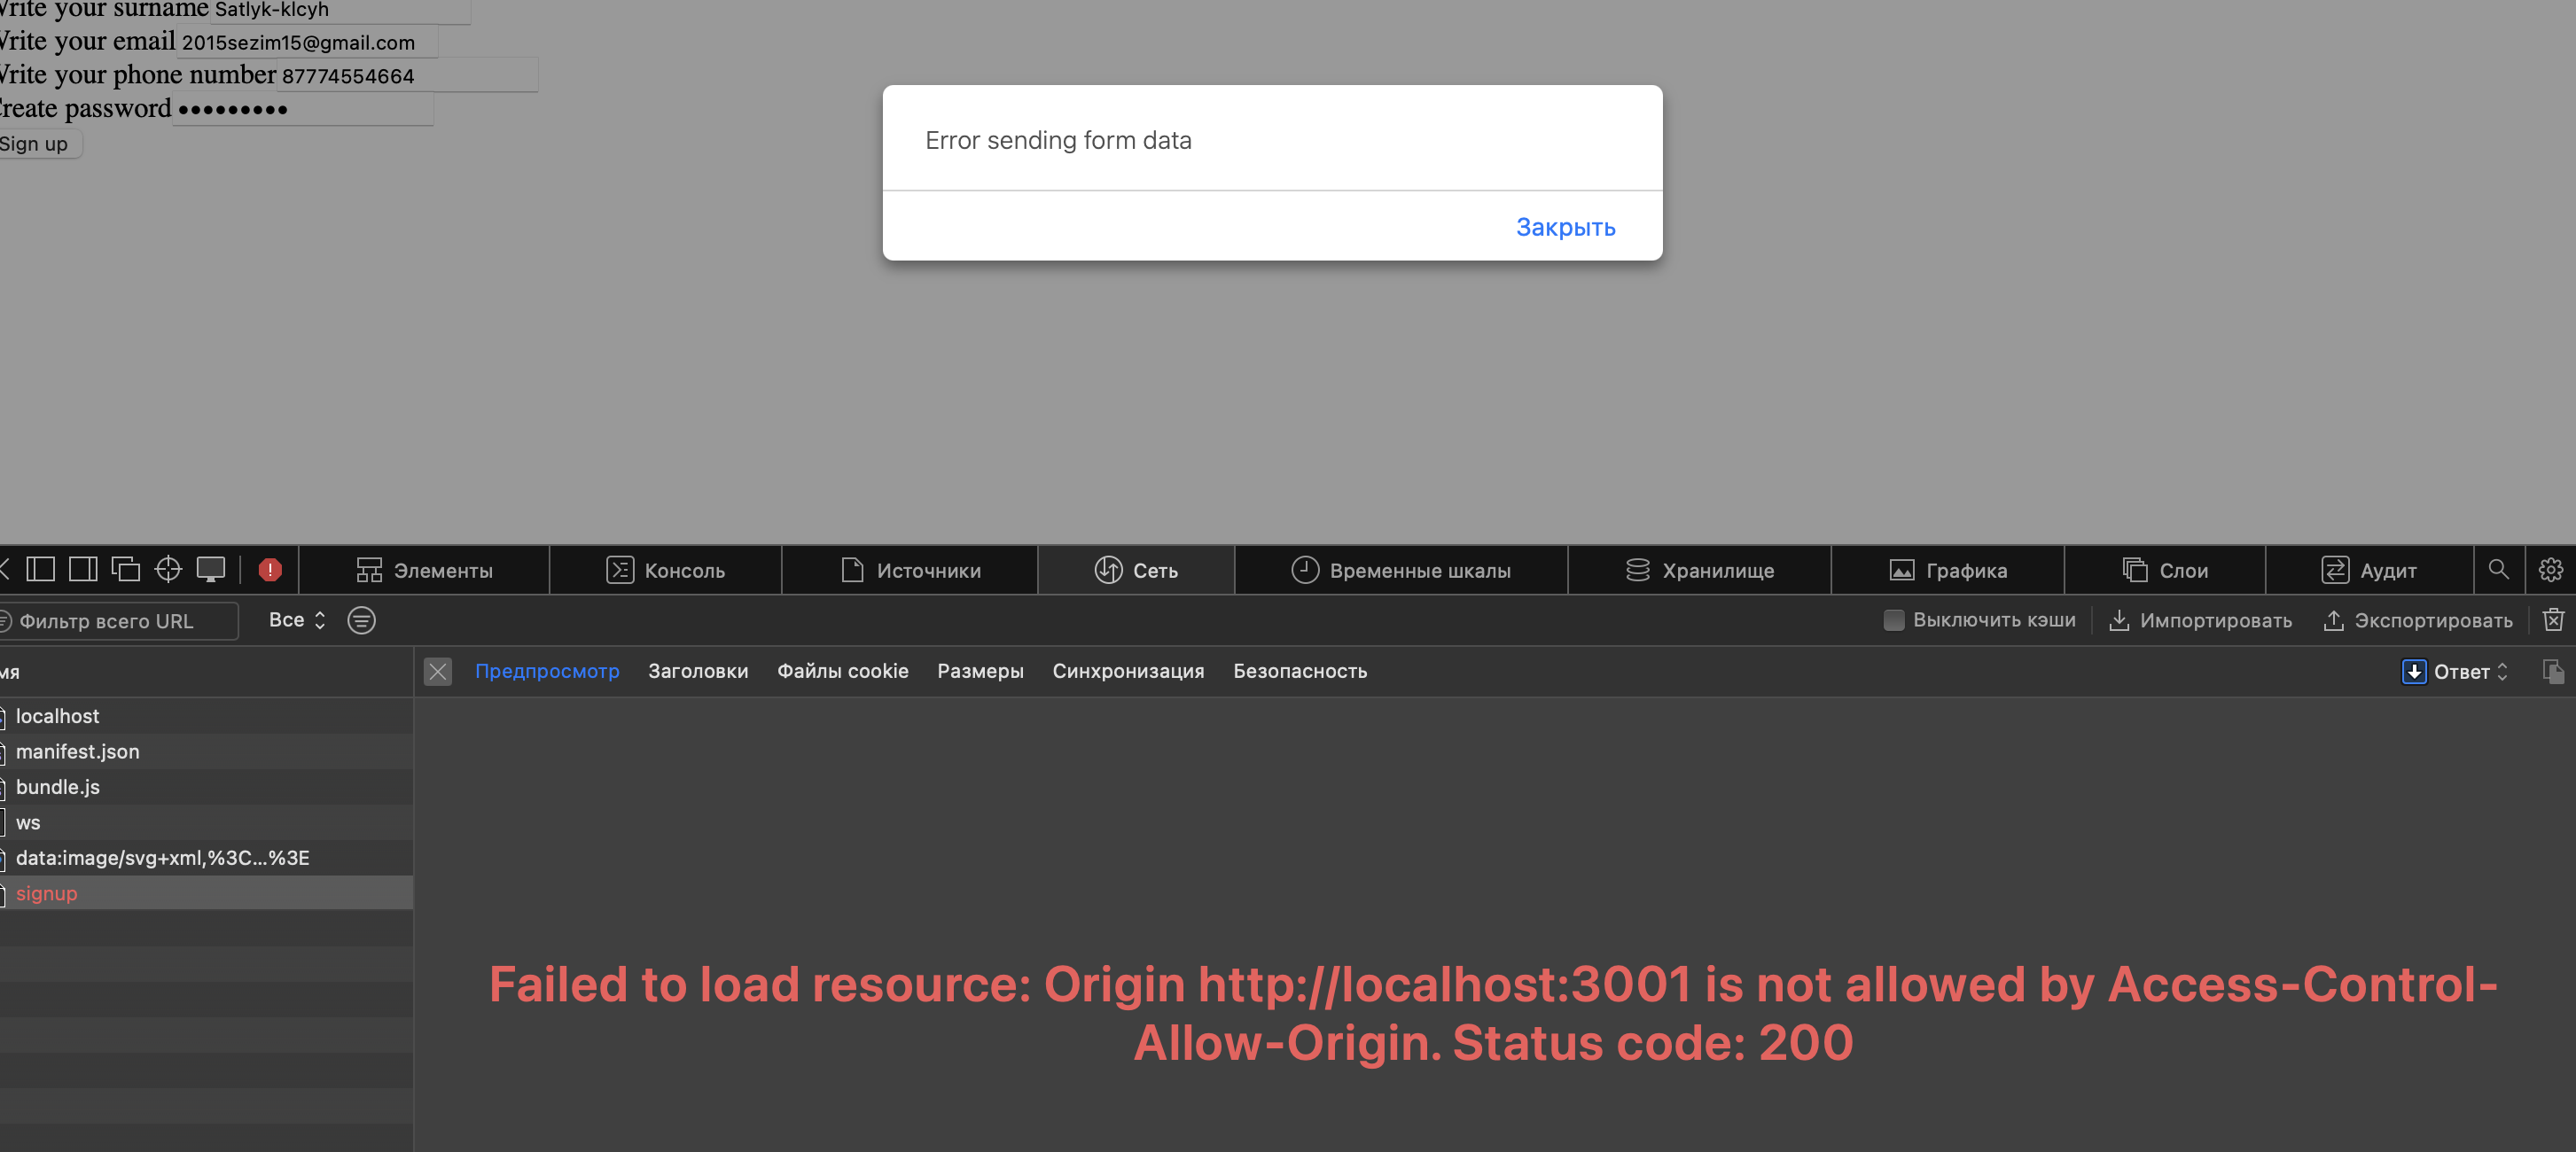 Write your surname Satlyk-klcyh
Write your email 2015sezim15@gmail.com
Write your phone number 87774554664
Create password •••••••••
Sign up
Error sending form data
Закрыть
Элементы Консоль Источники Сеть Временные шкалы Хранилище Графика Слои Аудит
Фильтр всего URL Все Выключить кэши Импортировать Экспортировать
мя Предпросмотр Заголовки Файлы cookie Размеры Синхронизация Безопасность Ответ
localhost
manifest.json
bundle.js
ws
data:image/svg+xml,%3C...%3E
signup
Failed to load resource: Origin http://localhost:3001 is not allowed by Access-Control-
Allow-Origin. Status code: 200